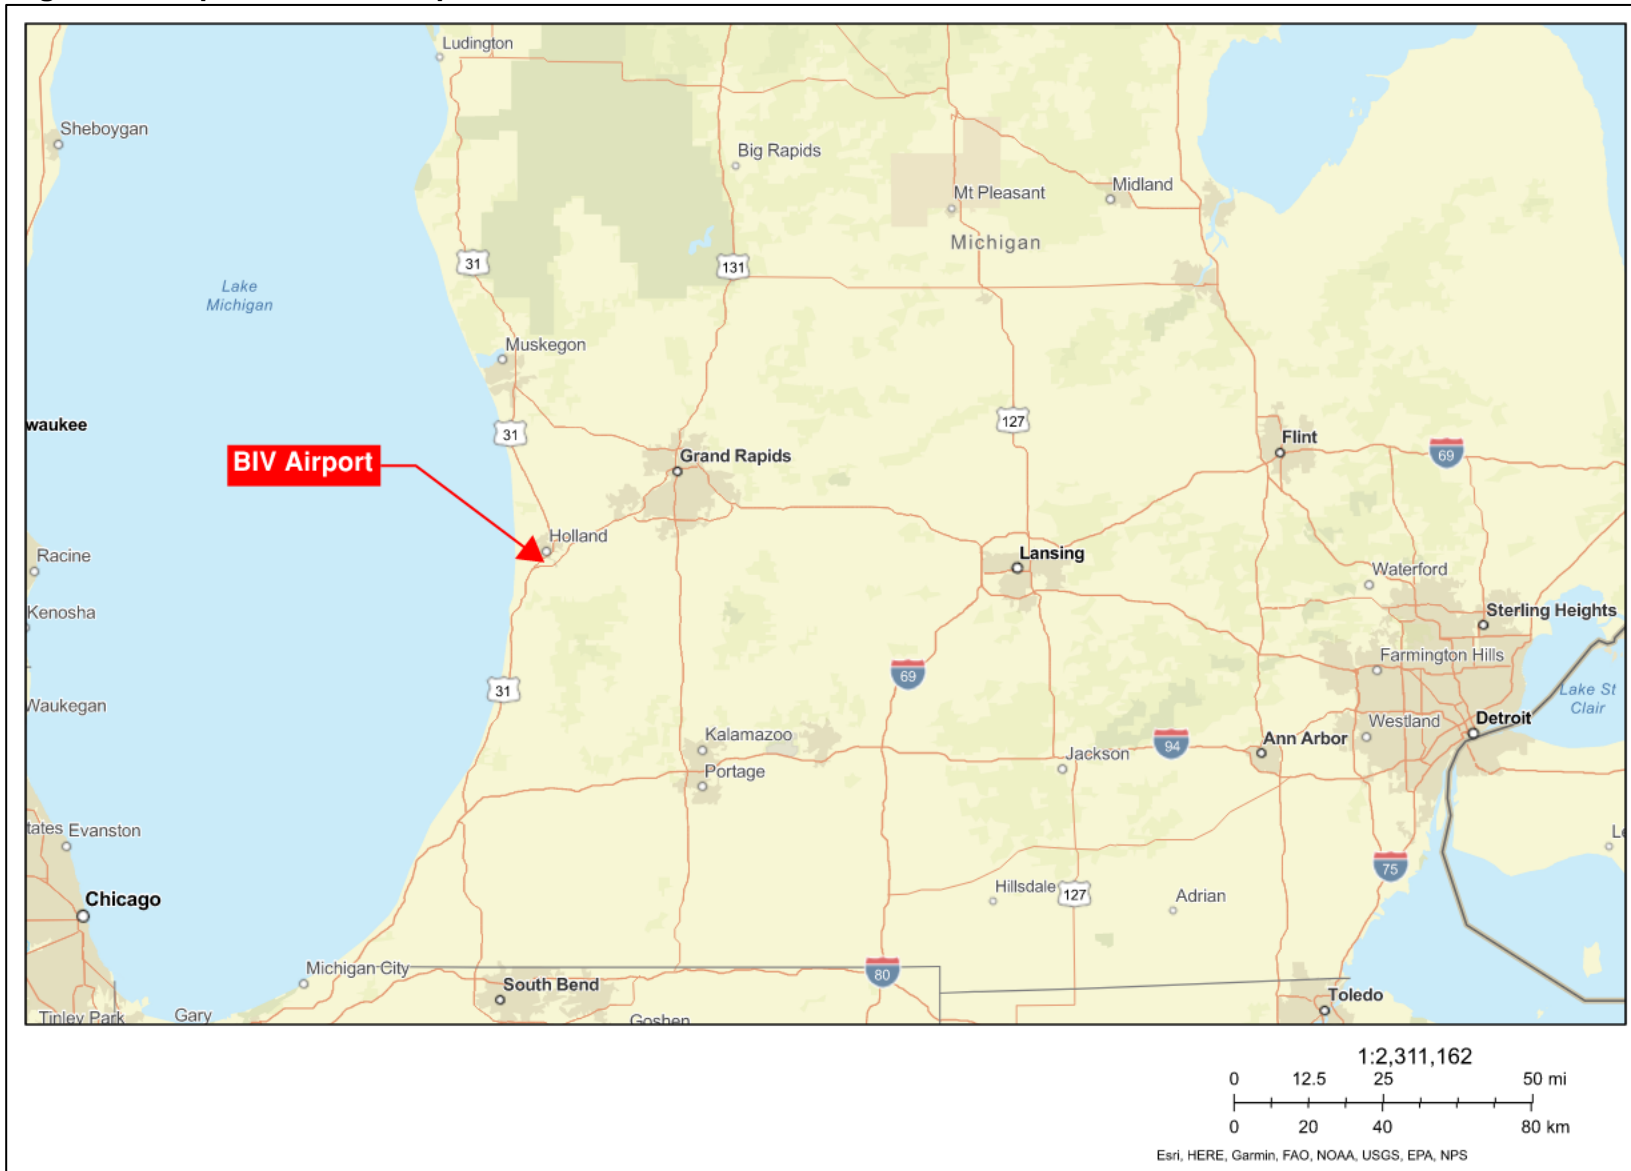 Ludington
Sheboygan
Big Rapids
Mt Pleasant
Midland
Michigan
31
131
Lake
Michigan
Muskegon
127
waukee
31
Flint
69
BIV Airport
Grand Rapids
Holland
Racine
Lansing
Waterford
Kenosha
Sterling Heights
Farmington Hills
69
31
Lake St
Clair
Waukegan
Kalamazoo
94
Ann Arbor
Westland
Detroit
Jackson
Portage
tates
Evanston
75
Le
Chicago
Hillsdale
127
Adrian
Michigan City
80
South Bend
Toledo
Tinley Park
Gary
Goshen
1:2,311,162
0 12.5 25 50 mi
0 20 40 80 km
Esri, HERE, Garmin, FAO, NOAA, USGS, EPA, NPS